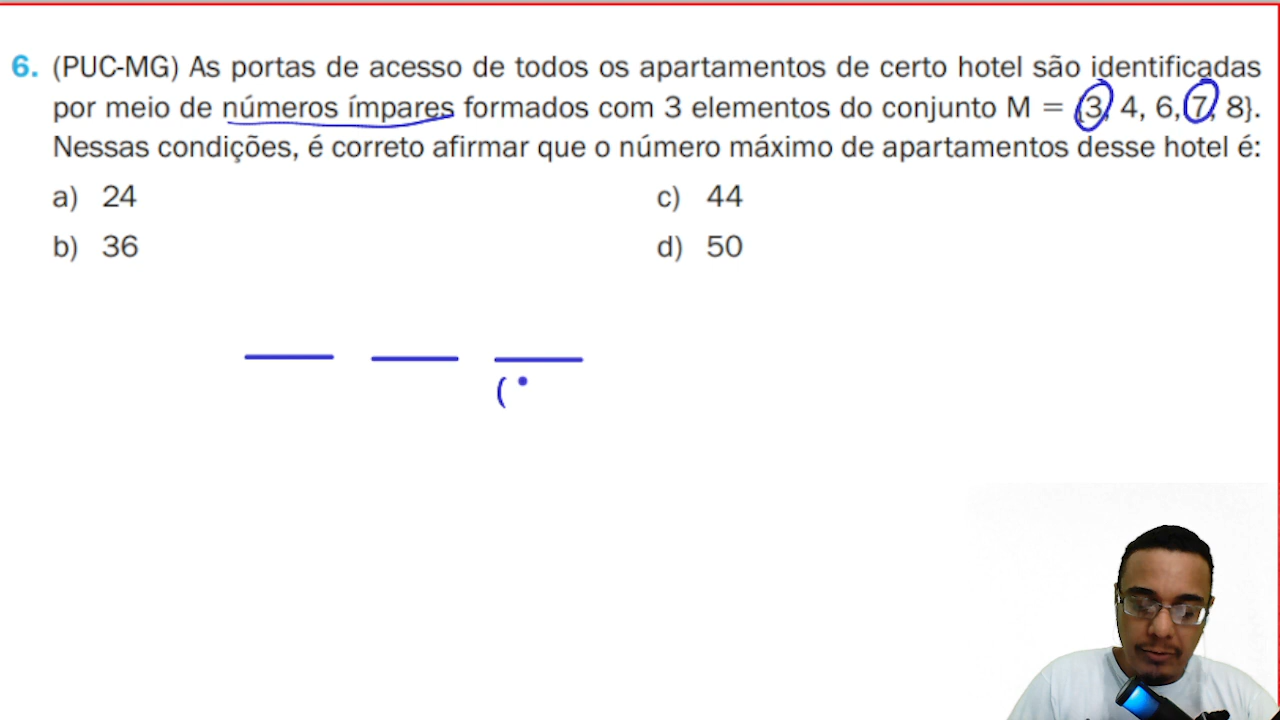 6. (PUC-MG) As portas de acesso de todos os apartamentos de certo hotel são identificadas
por meio de números ímpares formados com 3 elementos do conjunto M = {3, 4, 6, 7, 8}.
Nessas condições, é correto afirmar que o número máximo de apartamentos desse hotel é:
a) 24
c) 44
b) 36
d) 50
(